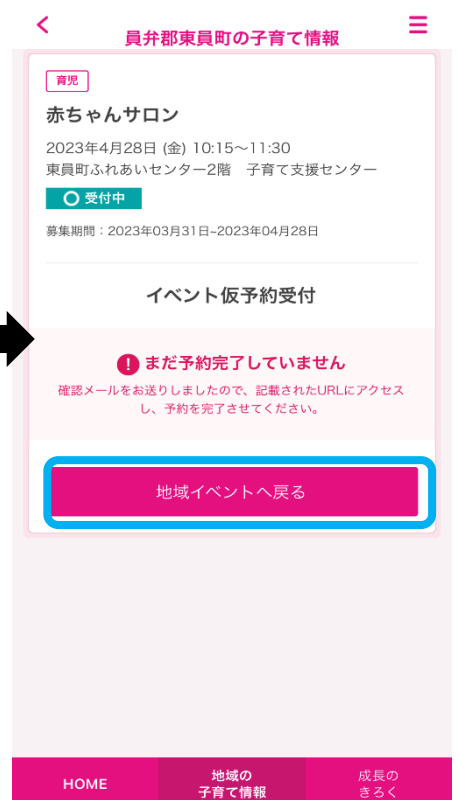 員弁郡東員町の子育て情報
育児
赤ちゃんサロン
2023年4月28日 (金) 10:15〜11:30
東員町ふれあいセンター2階　子育て支援センター
受付中
募集期間：2023年03月31日~2023年04月28日
イベント仮予約受付
まだ予約完了していません
確認メールをお送りしましたので、記載されたURLにアクセス
し、予約を完了させてください。
地域イベントへ戻る
HOME
地域の
子育て情報
成長の
きろく